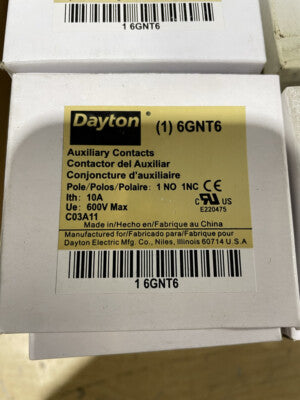 1 6GNT6
Dayton (1) 6GNT6
Auxiliary Contacts
Contactor del Auxiliar
Conjoncture d'auxiliaire
Pole/Polos/Polaire: 1 NO 1NC CE
Ith: 10A
Ue: 600V Max
C03A11
c RU US
E220475
Made in/Hecho en/Fabrique au China
Manufactured for/Fabricado para/Fabrique pour
Dayton Electric Mfg. Co., Niles, Illinois 60714 U.S.A
1 6GNT6